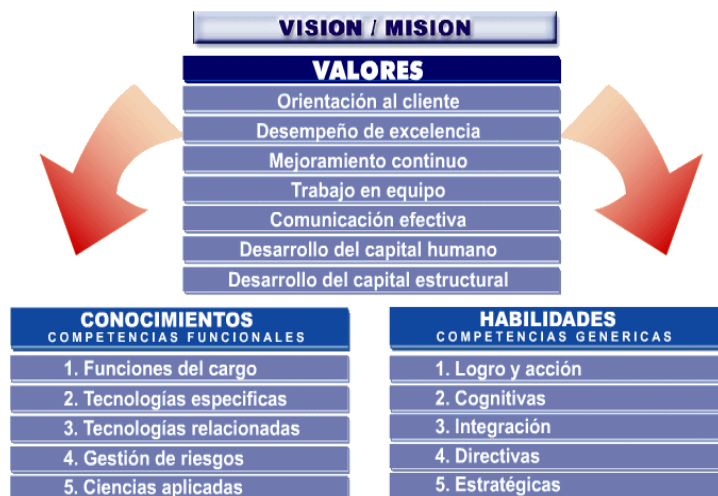 VISION / MISION
VALORES
Orientación al cliente
Desempeño de excelencia
Mejoramiento continuo
Trabajo en equipo
Comunicación efectiva
Desarrollo del capital humano
Desarrollo del capital estructural
CONOCIMIENTOS
COMPETENCIAS FUNCIONALES
1. Funciones del cargo
2. Tecnologías especificas
3. Tecnologías relacionadas
4. Gestión de riesgos
5. Ciencias aplicadas
HABILIDADES
COMPETENCIAS GENERICAS
1. Logro y acción
2. Cognitivas
3. Integración
4. Directivas
5. Estratégicas